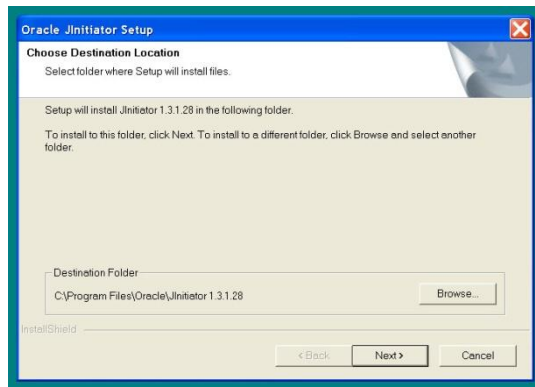 Oracle JInitiator Setup
Choose Destination Location
Select folder where Setup will install files.
Setup will install JInitiator 1.3.1.28 in the following folder.
To install to this folder, click Next. To install to a different folder, click Browse and select another
folder.
Destination Folder
C:\Program Files\Oracle\JInitiator 1.3.1.28
Browse...
InstallShield
< Back
Next >
Cancel